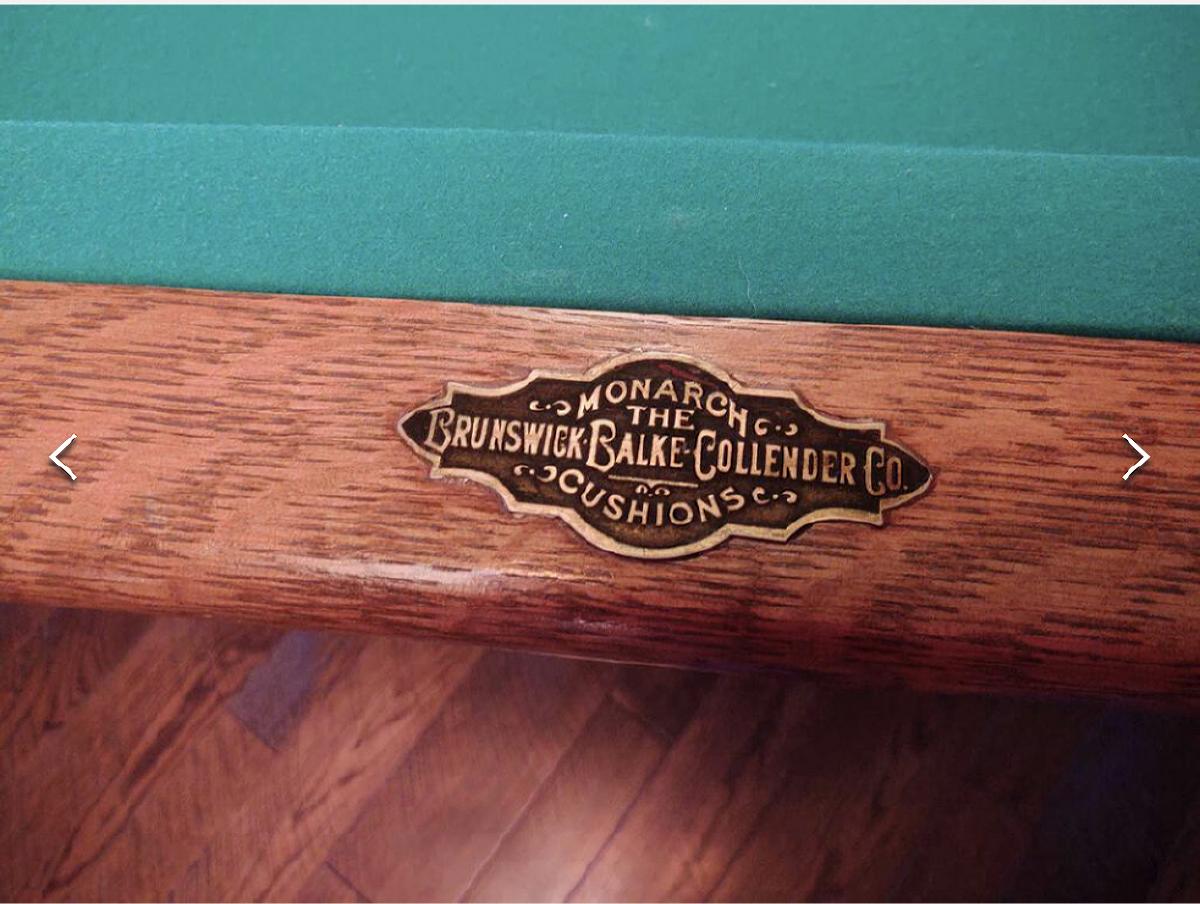 MONARCH
THE
BRUNSWICK-BALKE-COLLENDER CO.
CUSHIONS